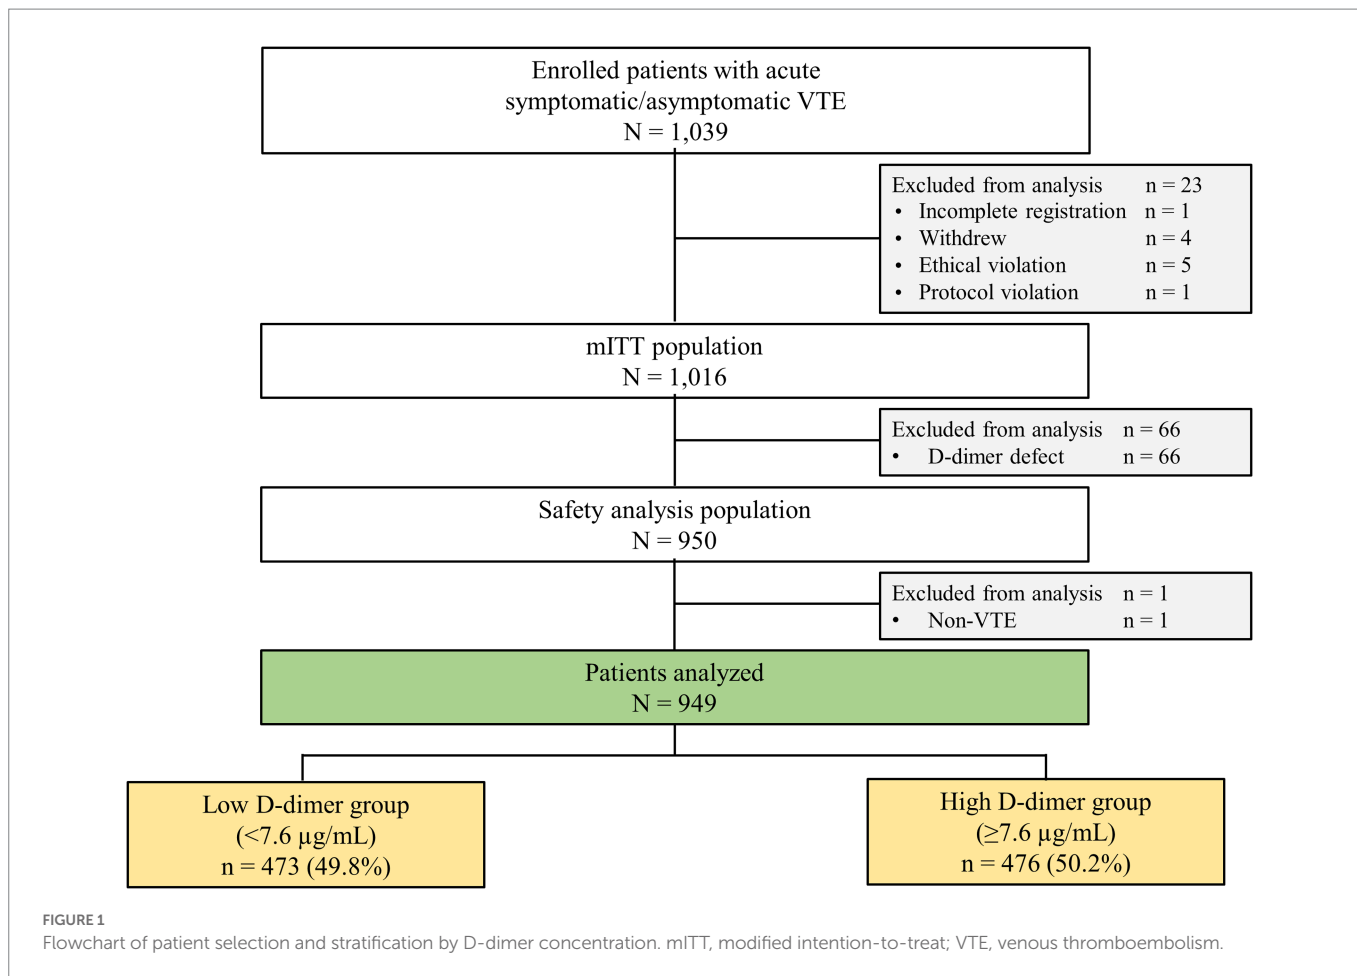 Enrolled patients with acute
symptomatic/asymptomatic VTE
N = 1,039
Excluded from analysis n = 23
• Incomplete registration n = 1
• Withdrew n = 4
• Ethical violation n = 5
• Protocol violation n = 1
mITT population
N = 1,016
Excluded from analysis n = 66
• D-dimer defect n = 66
Safety analysis population
N = 950
Excluded from analysis n = 1
• Non-VTE n = 1
Patients analyzed
N = 949
Low D-dimer group
(<7.6 µg/mL)
n = 473 (49.8%)
High D-dimer group
(≥7.6 µg/mL)
n = 476 (50.2%)
FIGURE 1
Flowchart of patient selection and stratification by D-dimer concentration. mITT, modified intention-to-treat; VTE, venous thromboembolism.